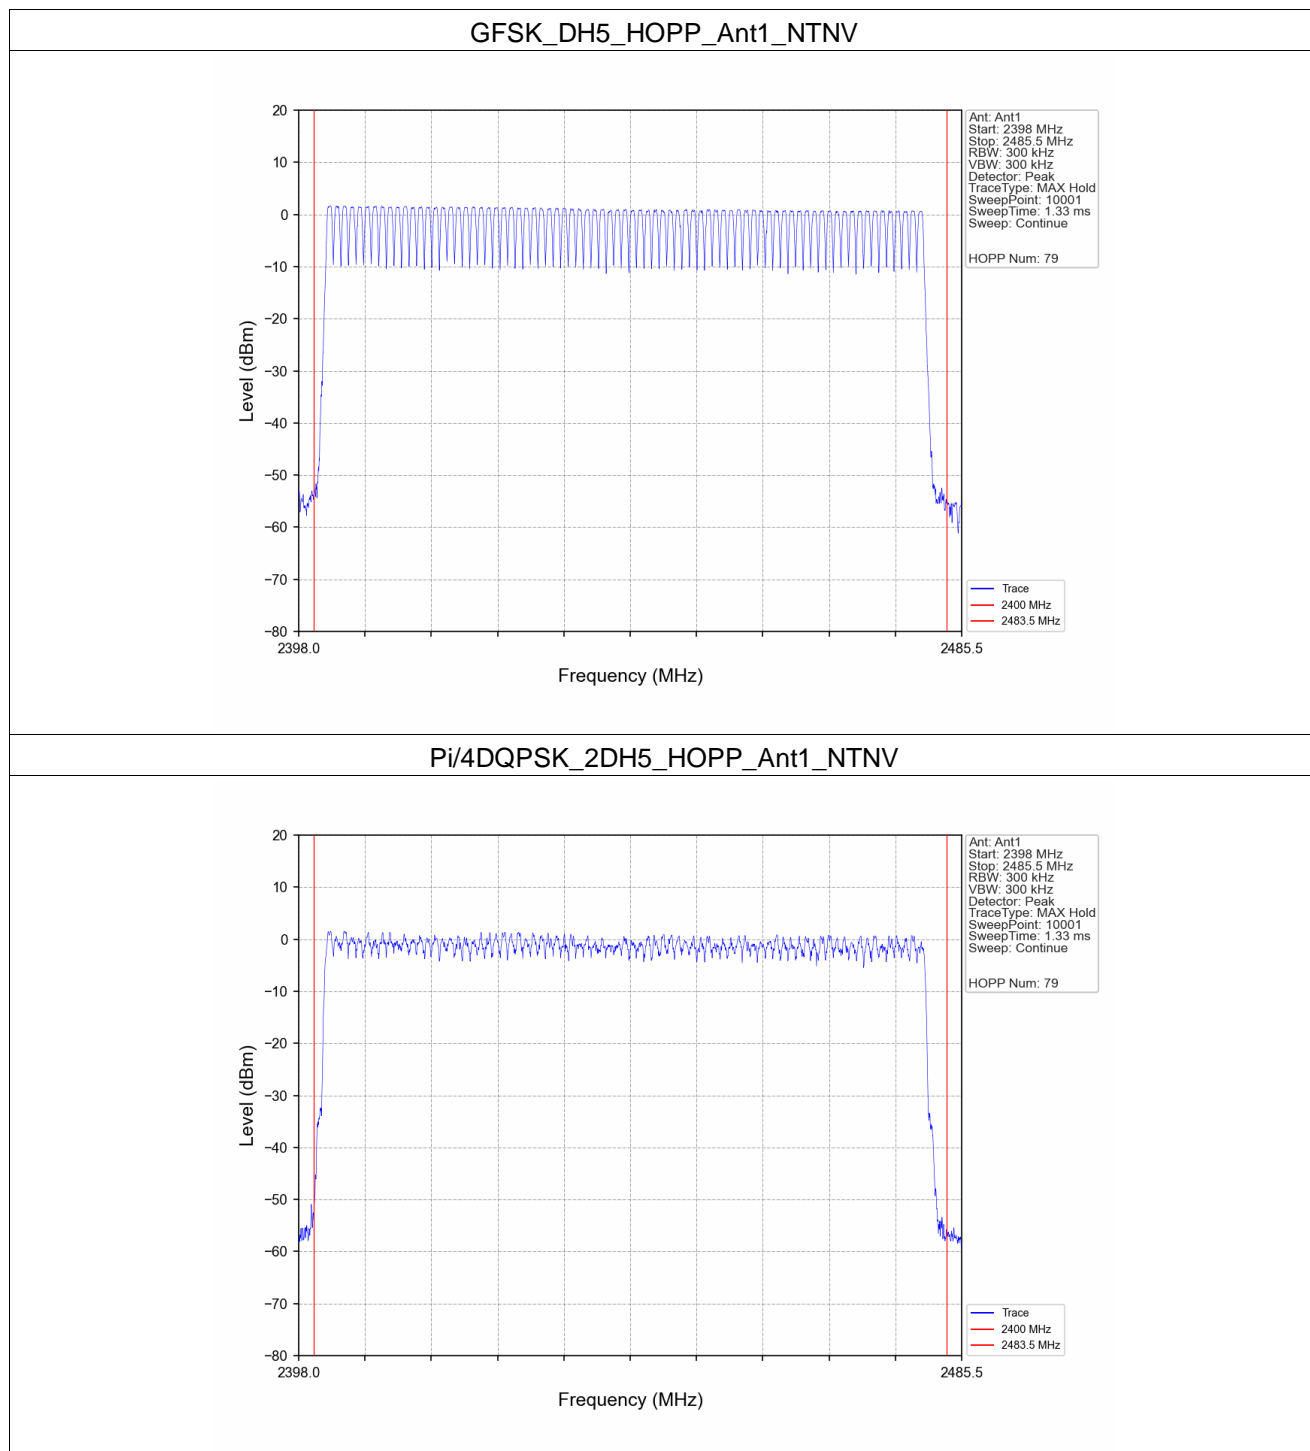 GFSK_DH5_HOPP_Ant1_NTNV
20
10
0
−10
−20
−30
−40
−50
−60
−70
−80
Level (dBm)
2398.0
2485.5
Frequency (MHz)
Ant: Ant1
Start: 2398 MHz
Stop: 2485.5 MHz
RBW: 300 kHz
VBW: 300 kHz
Detector: Peak
TraceType: MAX Hold
SweepPoint: 10001
SweepTime: 1.33 ms
Sweep: Continue
HOPP Num: 79
Trace
2400 MHz
2483.5 MHz
Pi/4DQPSK_2DH5_HOPP_Ant1_NTNV
20
10
0
−10
−20
−30
−40
−50
−60
−70
−80
Level (dBm)
2398.0
2485.5
Frequency (MHz)
Ant: Ant1
Start: 2398 MHz
Stop: 2485.5 MHz
RBW: 300 kHz
VBW: 300 kHz
Detector: Peak
TraceType: MAX Hold
SweepPoint: 10001
SweepTime: 1.33 ms
Sweep: Continue
HOPP Num: 79
Trace
2400 MHz
2483.5 MHz